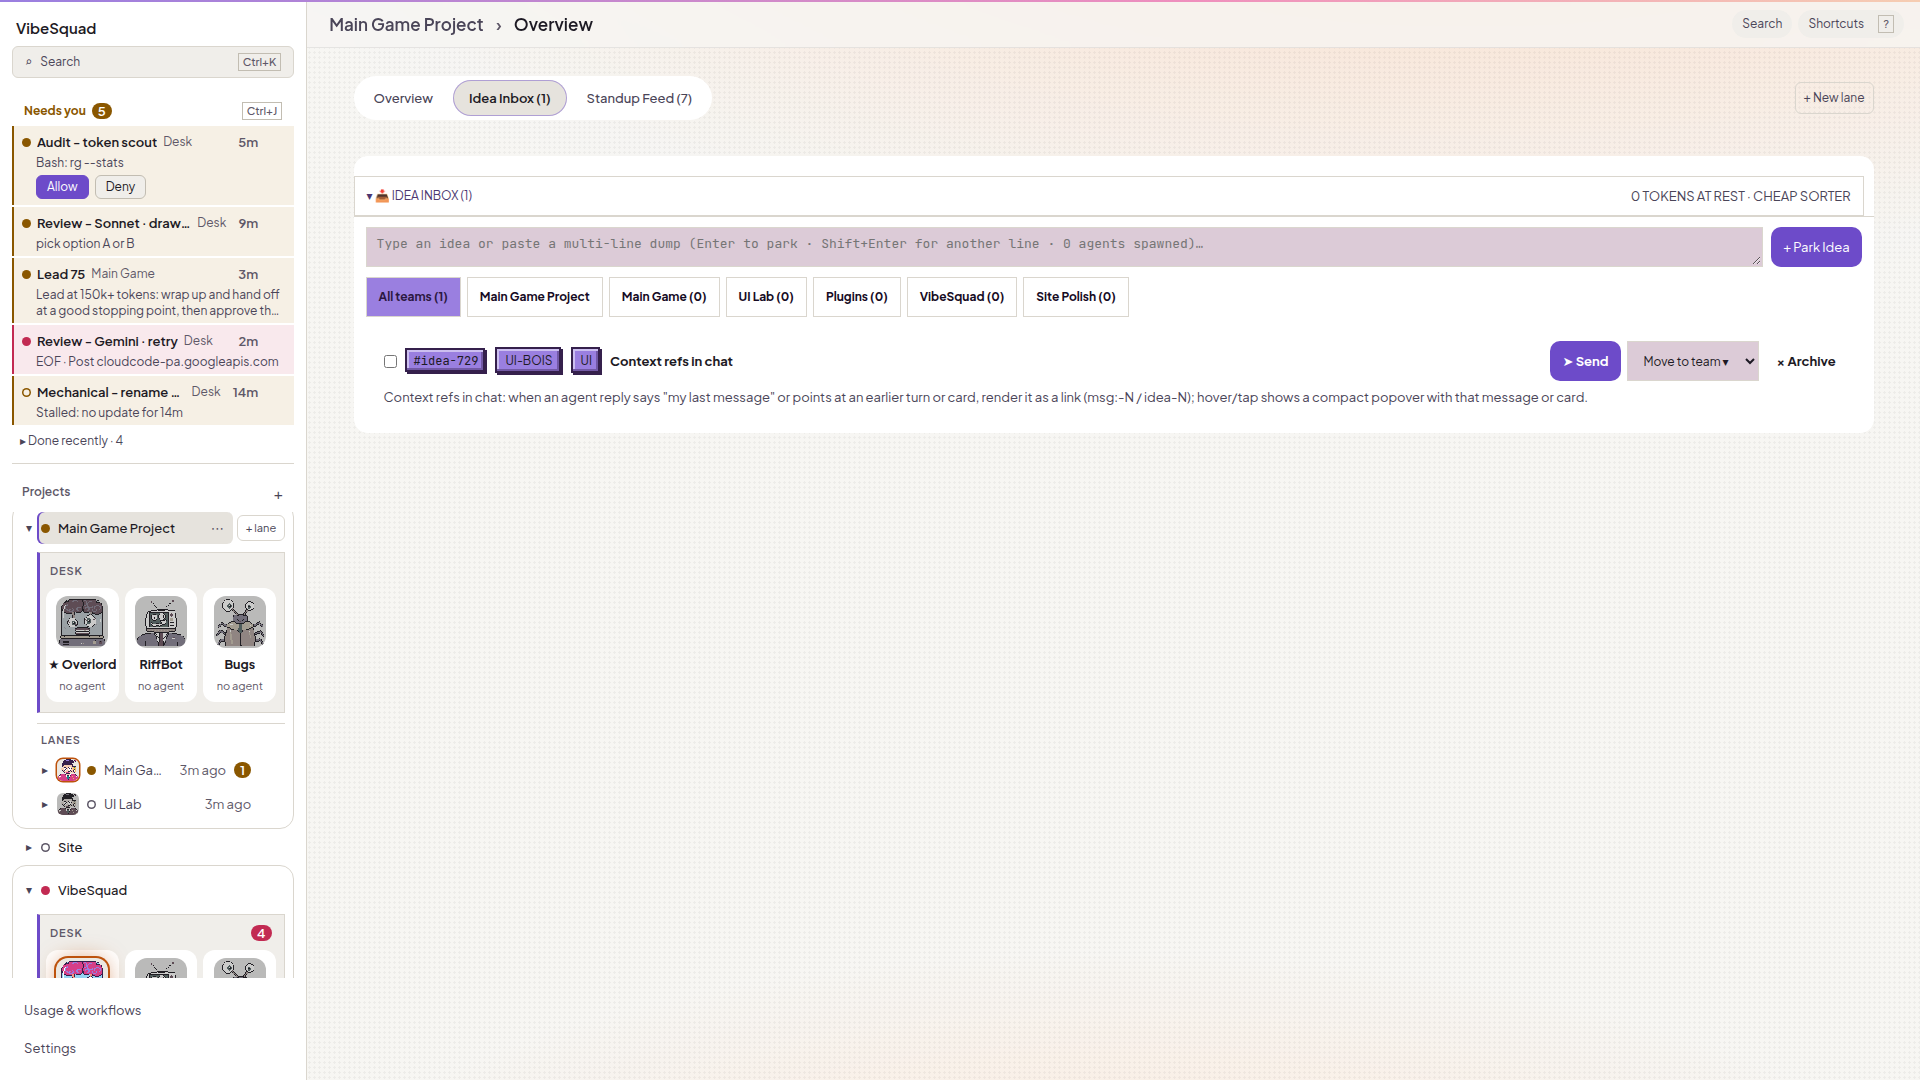 VibeSquad
Search Ctrl+K
Needs you 5 Ctrl+J
Audit – token scout Desk 5m
Bash: rg --stats
Allow Deny
Review – Sonnet · draw… Desk 9m
pick option A or B
Lead 75 Main Game 3m
Lead at 150k+ tokens: wrap up and hand off
at a good stopping point, then approve th…
Review – Gemini · retry Desk 2m
EOF · Post cloudcode-pa.googleapis.com
Mechanical – rename … Desk 14m
Stalled: no update for 14m
▸ Done recently · 4
Projects +
▾ Main Game Project ··· + lane
DESK
★ Overlord RiffBot Bugs
no agent no agent no agent
LANES
▸ Main Ga… 3m ago 1
▸ UI Lab 3m ago
▸ Site
▾ VibeSquad
DESK 4
Usage & workflows
Settings
Main Game Project › Overview
Search Shortcuts ?
Overview Idea Inbox (1) Standup Feed (7) + New lane
▾ 📥 IDEA INBOX (1) 0 TOKENS AT REST · CHEAP SORTER
Type an idea or paste a multi-line dump (Enter to park · Shift+Enter for another line · 0 agents spawned)…
+ Park Idea
All teams (1) Main Game Project Main Game (0) UI Lab (0) Plugins (0) VibeSquad (0) Site Polish (0)
#idea-729 UI-BOIS UI Context refs in chat ➤ Send Move to team ▾ × Archive
Context refs in chat: when an agent reply says "my last message" or points at an earlier turn or card, render it as a link (msg:-N / idea-N); hover/tap shows a compact popover with that message or card.